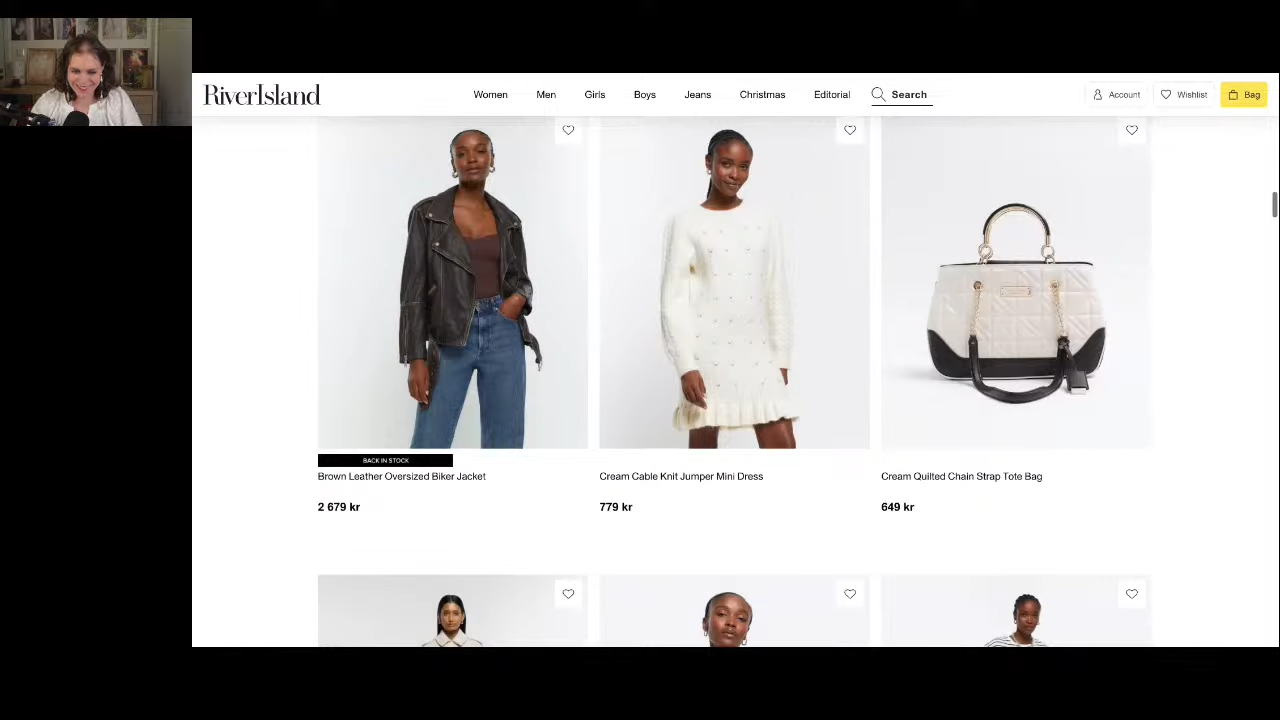 RiverIsland
Women
Men
Girls
Boys
Jeans
Christmas
Editorial
Search
Account
Wishlist
Bag
BACK IN STOCK
Brown Leather Oversized Biker Jacket
2 679 kr
Cream Cable Knit Jumper Mini Dress
779 kr
Cream Quilted Chain Strap Tote Bag
649 kr